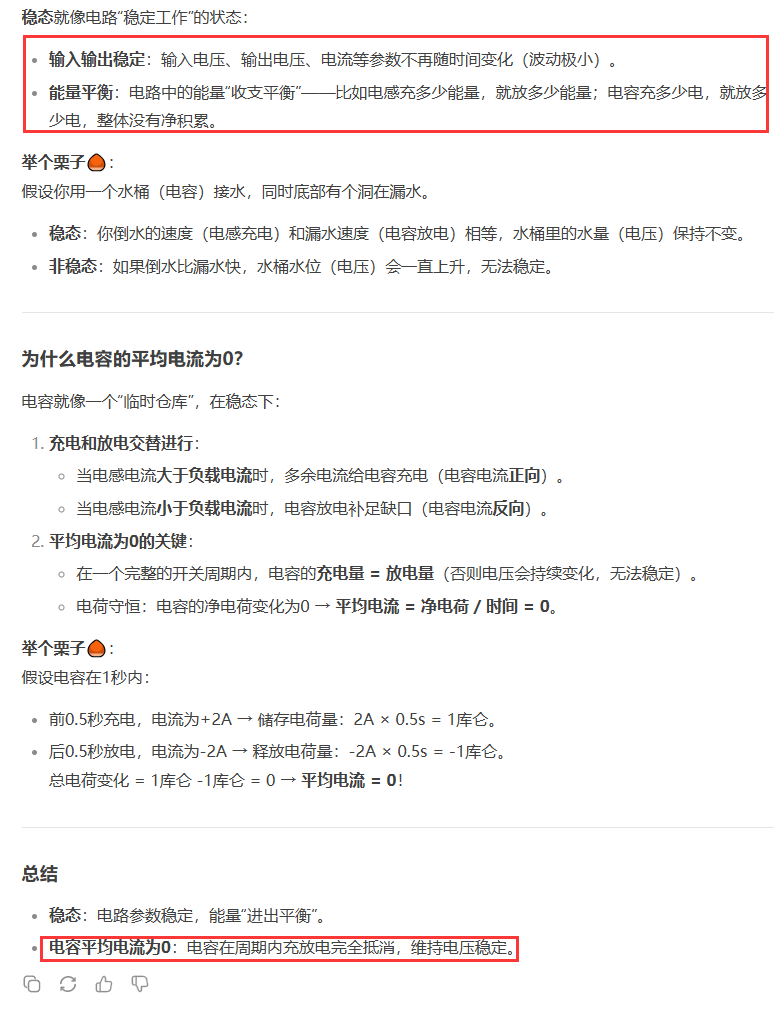 稳态就像电路“稳定工作”的状态：
输入输出稳定：输入电压、输出电压、电流等参数不再随时间变化（波动极小）。
能量平衡：电路中的能量“收支平衡”——比如电感充多少能量，就放多少能量；电容充多少电，就放多
少电，整体没有净积累。
举个栗子🌰：
假设你用一个水桶（电容）接水，同时底部有个洞在漏水。
稳态：你倒水的速度（电感充电）和漏水速度（电容放电）相等，水桶里的水量（电压）保持不变。
非稳态：如果倒水比漏水快，水桶水位（电压）会一直上升，无法稳定。
为什么电容的平均电流为0？
电容就像一个“临时仓库”，在稳态下：
1. 充电和放电交替进行：
当电感电流大于负载电流时，多余电流给电容充电（电容电流正向）。
当电感电流小于负载电流时，电容放电补足缺口（电容电流反向）。
2. 平均电流为0的关键：
在一个完整的开关周期内，电容的充电量 = 放电量（否则电压会持续变化，无法稳定）。
电荷守恒：电容的净电荷变化为0 → 平均电流 = 净电荷 / 时间 = 0。
举个栗子🌰：
假设电容在1秒内：
前0.5秒充电，电流为+2A → 储存电荷量：2A × 0.5s = 1库仑。
后0.5秒放电，电流为-2A → 释放电荷量：-2A × 0.5s = -1库仑。
总电荷变化 = 1库仑 -1库仑 = 0 → 平均电流 = 0！
总结
稳态：电路参数稳定，能量“进出平衡”。
电容平均电流为0：电容在周期内充放电完全抵消，维持电压稳定。